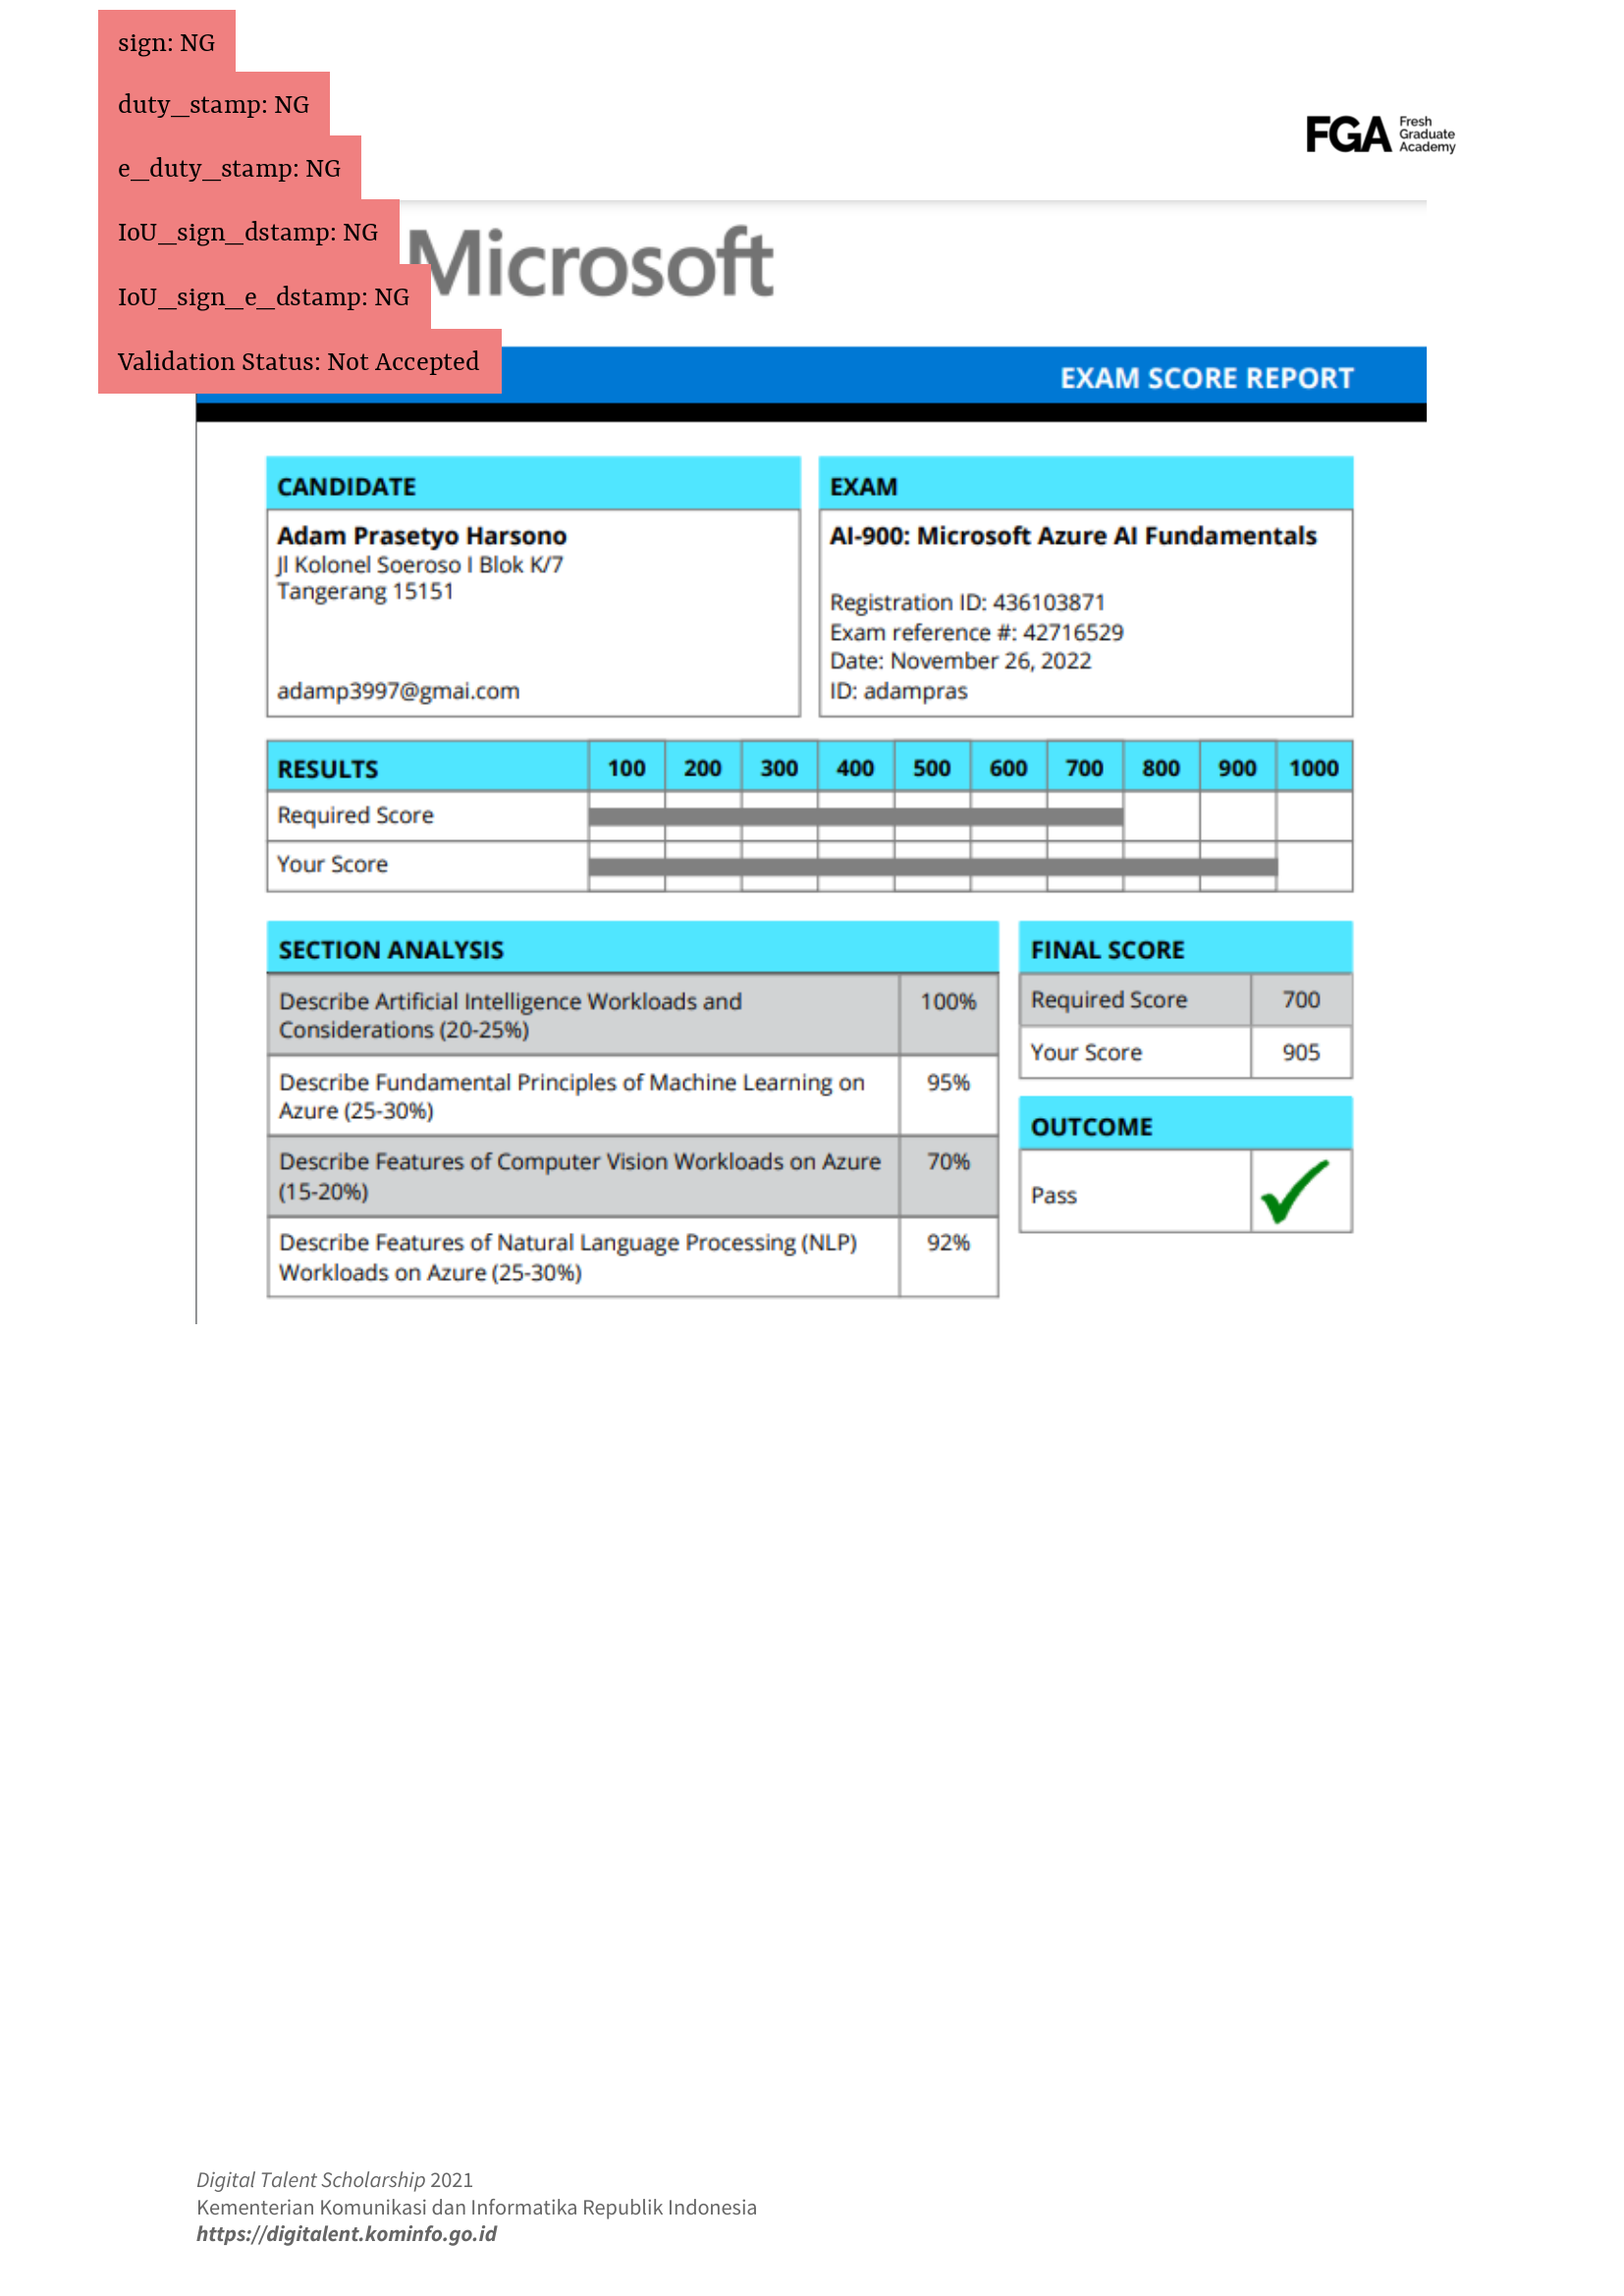 sign: NG
duty_stamp: NG
e_duty_stamp: NG
IoU_sign_dstamp: NG
IoU_sign_e_dstamp: NG
Validation Status: Not Accepted
FGA Fresh
Graduate
Academy
Microsoft
EXAM SCORE REPORT
CANDIDATE
Adam Prasetyo Harsono
Jl Kolonel Soeroso I Blok K/7
Tangerang 15151
adamp3997@gmai.com
EXAM
AI-900: Microsoft Azure AI Fundamentals
Registration ID: 436103871
Exam reference #: 42716529
Date: November 26, 2022
ID: adampras
RESULTS 100 200 300 400 500 600 700 800 900 1000
Required Score
Your Score
SECTION ANALYSIS
Describe Artificial Intelligence Workloads and 100%
Considerations (20-25%)
Describe Fundamental Principles of Machine Learning on 95%
Azure (25-30%)
Describe Features of Computer Vision Workloads on Azure 70%
(15-20%)
Describe Features of Natural Language Processing (NLP) 92%
Workloads on Azure (25-30%)
FINAL SCORE
Required Score 700
Your Score 905
OUTCOME
Pass
Digital Talent Scholarship 2021
Kementerian Komunikasi dan Informatika Republik Indonesia
https://digitalent.kominfo.go.id